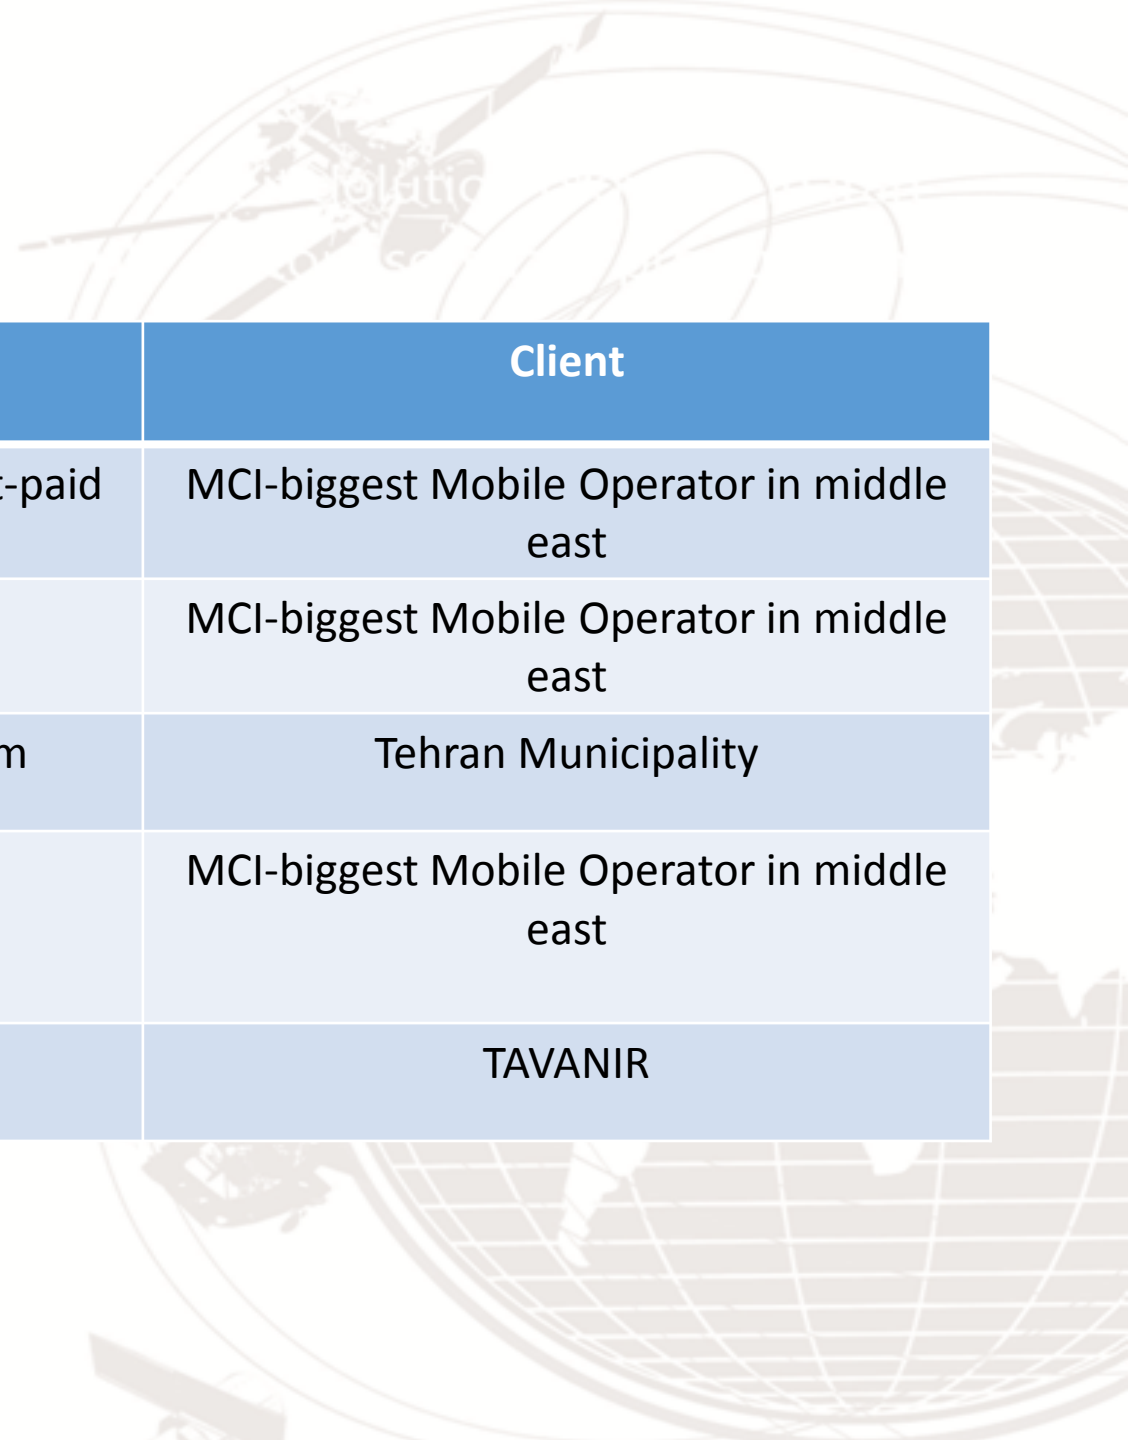 Client
t-paid
MCI-biggest Mobile Operator in middle
east
MCI-biggest Mobile Operator in middle
east
m
Tehran Municipality
MCI-biggest Mobile Operator in middle
east
TAVANIR